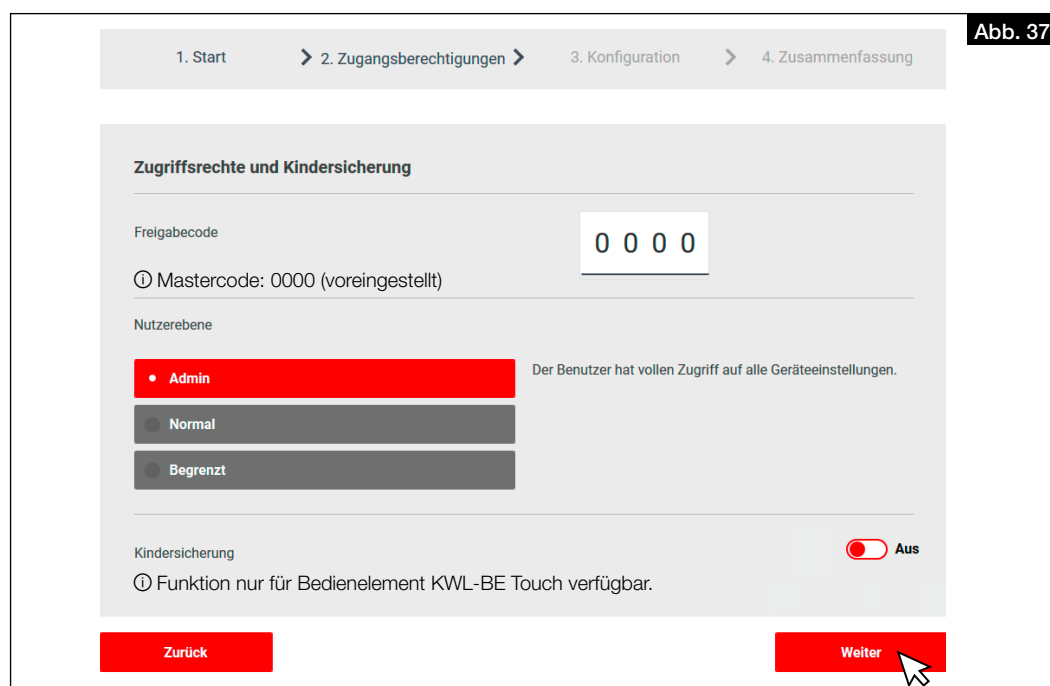 Abb. 37
1. Start > 2. Zugangsberechtigungen > 3. Konfiguration > 4. Zusammenfassung
Zugriffsrechte und Kindersicherung
Freigabecode
0 0 0 0
ⓘ Mastercode: 0000 (voreingestellt)
Nutzerebene
Admin
Der Benutzer hat vollen Zugriff auf alle Geräteeinstellungen.
Normal
Begrenzt
Kindersicherung
Aus
ⓘ Funktion nur für Bedienelement KWL-BE Touch verfügbar.
Zurück
Weiter